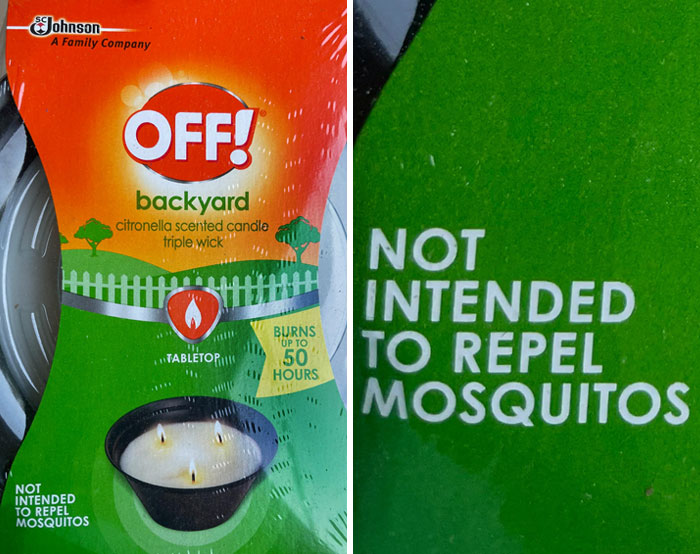 SC Johnson
A Family Company
OFF!
backyard
citronella scented candle
triple wick
TABLETOP
BURNS
UP TO
50
HOURS
NOT
INTENDED
TO REPEL
MOSQUITOS
NOT
INTENDED
TO REPEL
MOSQUITOS